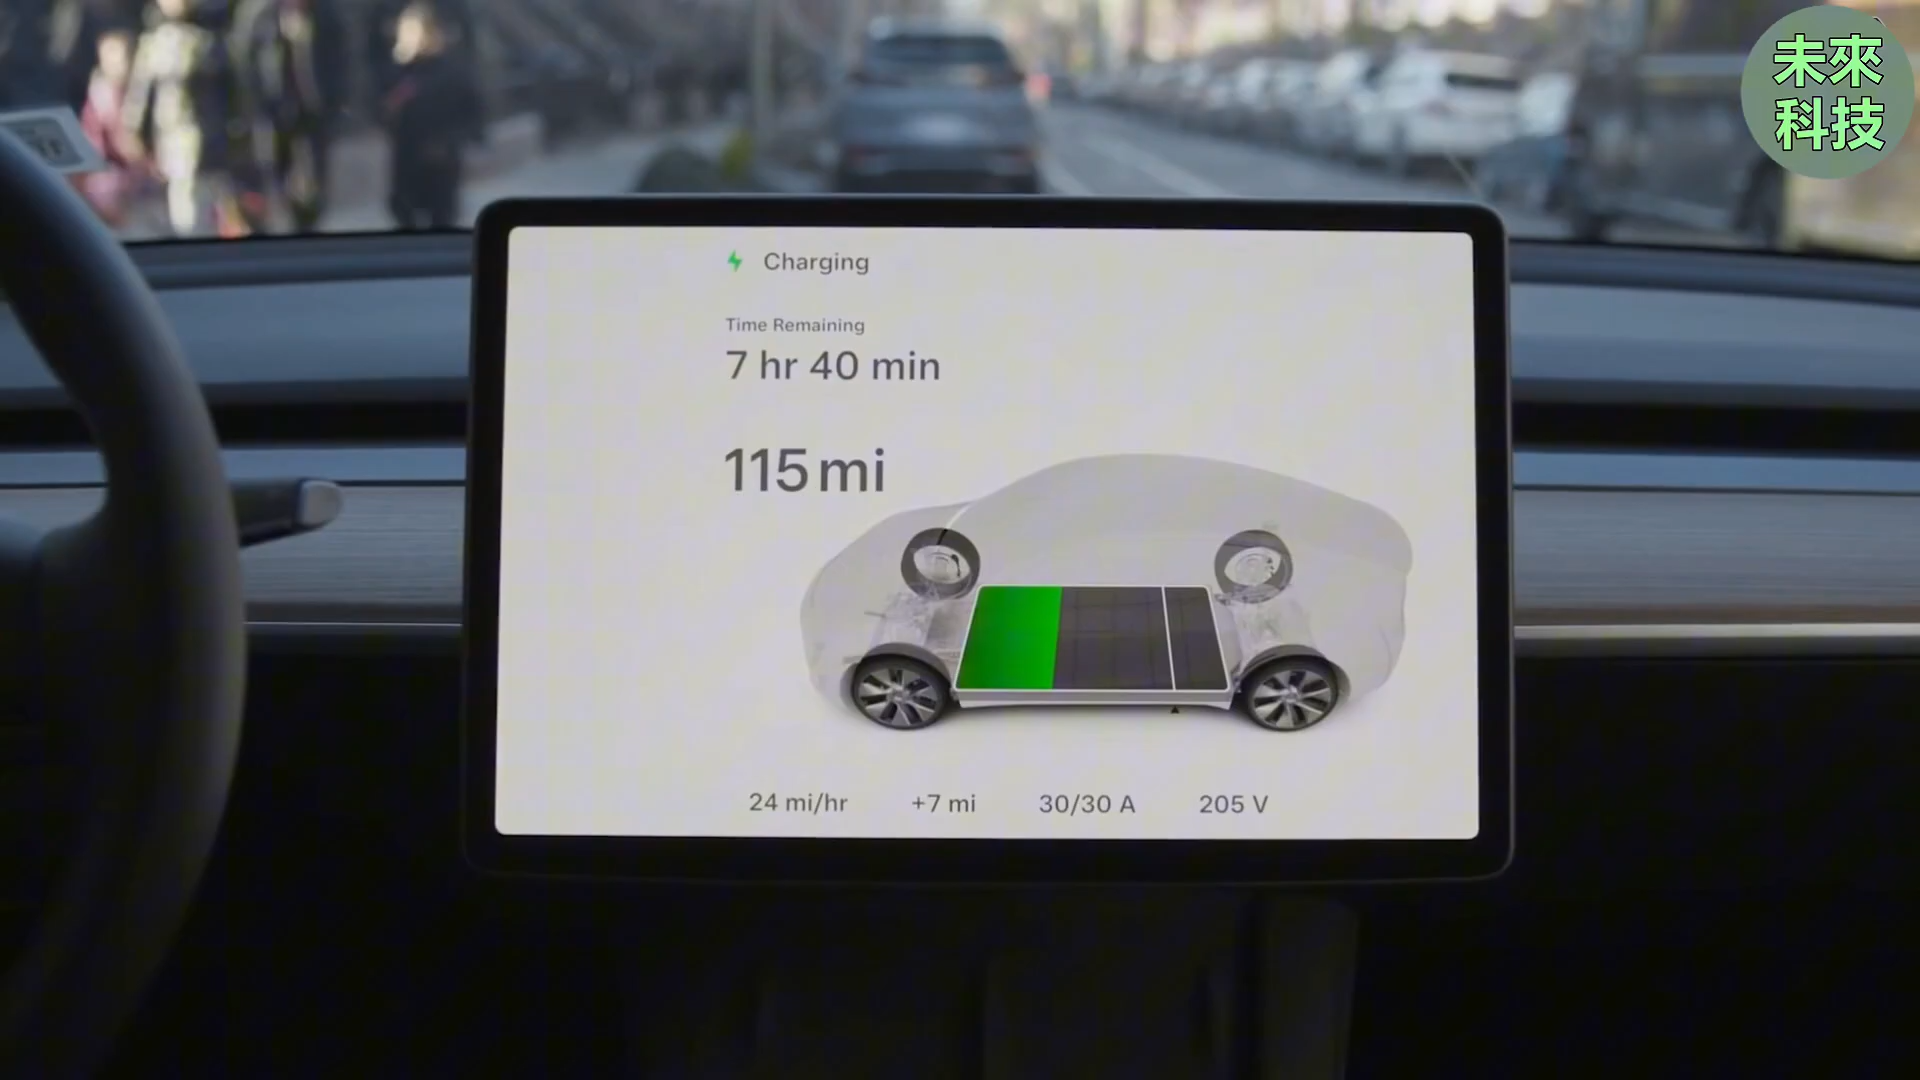 未來
科技
Charging
Time Remaining
7 hr 40 min
115 mi
24 mi/hr
+7 mi
30/30 A
205 V